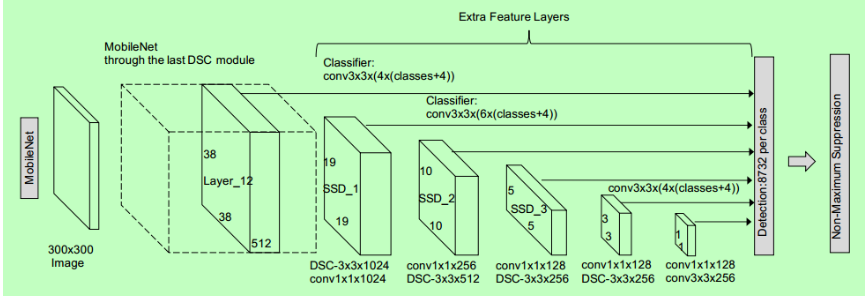 Extra Feature Layers
MobileNet
through the last DSC module
Classifier:
conv3x3x(4x(classes+4))
Classifier:
conv3x3x(6x(classes+4))
MobileNet
38
Layer_12
38
512
19
SSD_1
19
10
SSD_2
10
5
SSD_3
5
conv3x3x(4x(classes+4))
3
3
1
1
Detection:8732 per class
Non-Maximum Suppression
300x300
Image
DSC-3x3x1024
conv1x1x1024
conv1x1x256
DSC-3x3x512
conv1x1x128
DSC-3x3x256
conv1x1x128
DSC-3x3x256
conv1x1x128
conv3x3x256